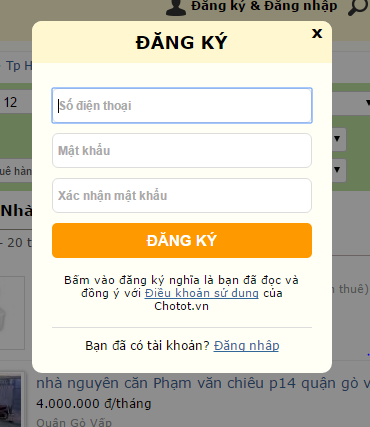 Đăng ký & Đăng nhập
x
ĐĂNG KÝ
Tp H
12
Số điện thoại
Mật khẩu
Xác nhận mật khẩu
ĐĂNG KÝ
Nhà
- 20 t
thuê)
Bấm vào đăng ký nghĩa là bạn đã đọc và
đồng ý với Điều khoản sử dụng của
Chotot.vn
Bạn đã có tài khoản? Đăng nhập
nhà nguyên căn Phạm văn chiêu p14 quận gò v
4.000.000 đ/tháng
Quận Gò Vấp